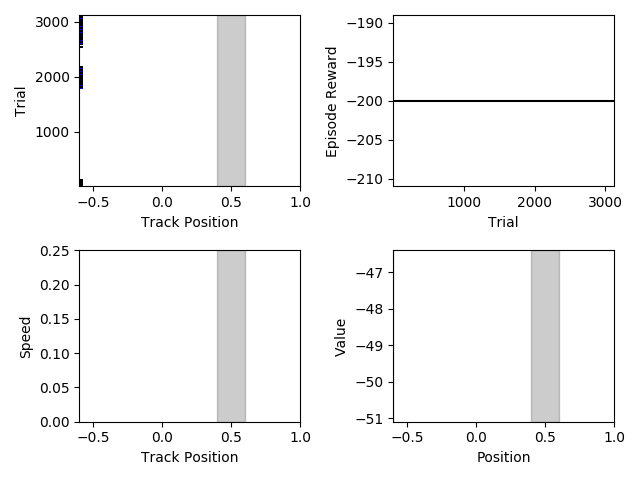 3000
2000
1000
Trial
−0.5 0.0 0.5 1.0
Track Position
−190
−195
−200
−205
−210
Episode Reward
1000 2000 3000
Trial
0.25
0.20
0.15
0.10
0.05
0.00
Speed
−0.5 0.0 0.5 1.0
Track Position
−47
−48
−49
−50
−51
Value
−0.5 0.0 0.5 1.0
Position